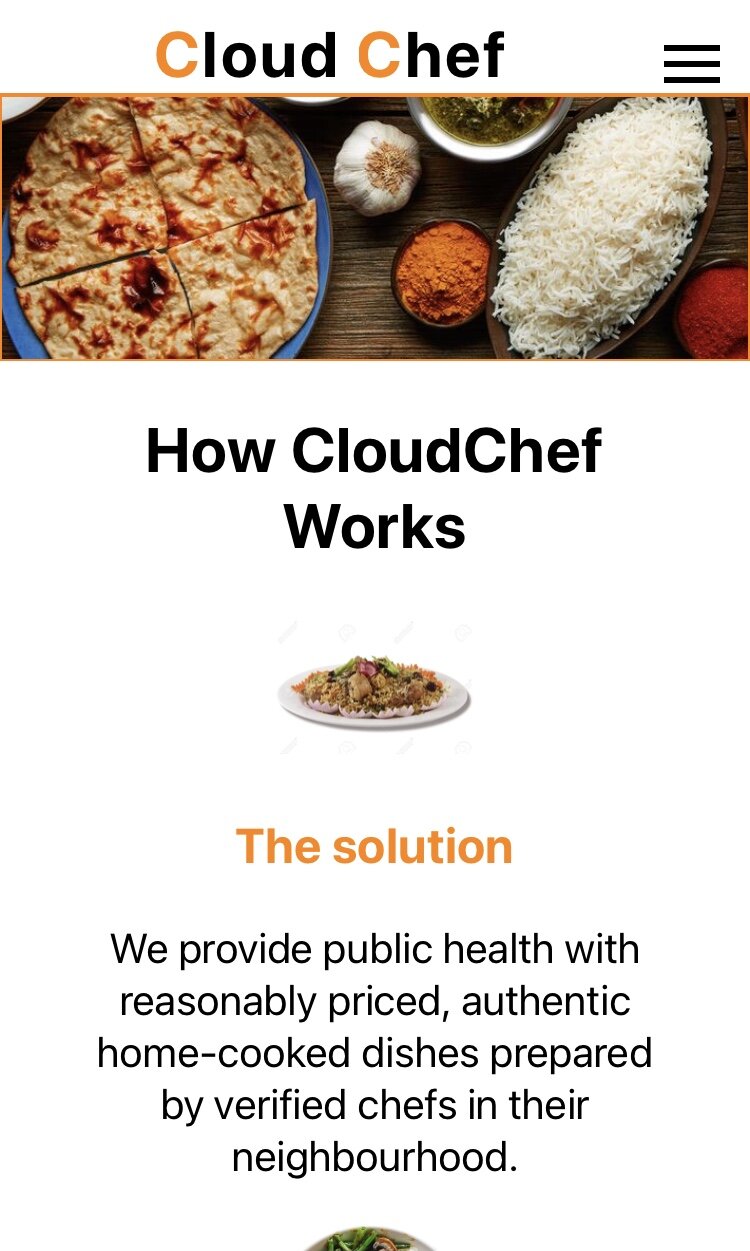 Cloud Chef
How CloudChef
Works
The solution
We provide public health with
reasonably priced, authentic
home-cooked dishes prepared
by verified chefs in their
neighbourhood.